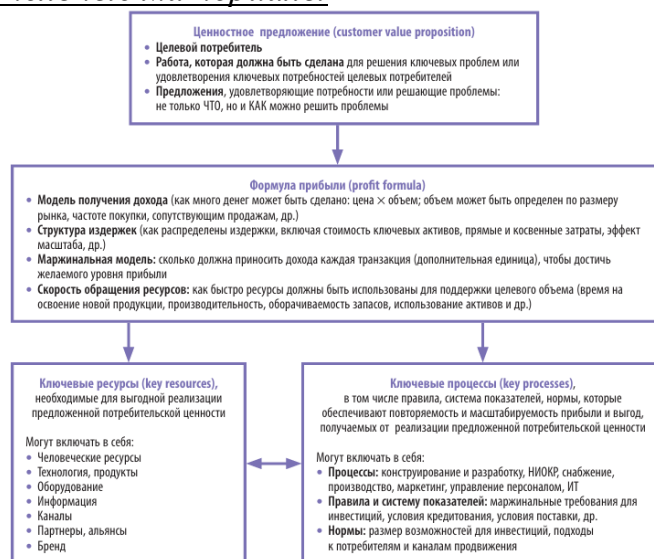 Ценностное предложение (customer value proposition)
• Целевой потребитель
• Работа, которая должна быть сделана для решения ключевых проблем или
удовлетворения ключевых потребностей целевых потребителей
• Предложения, удовлетворяющие потребности или решающие проблемы:
не только ЧТО, но и КАК можно решить проблемы
Формула прибыли (profit formula)
• Модель получения дохода (как много денег может быть сделано: цена × объем; объем может быть определен по размеру
рынка, частоте покупки, сопутствующим продажам, др.)
• Структура издержек (как распределены издержки, включая стоимость ключевых активов, прямые и косвенные затраты, эффект
масштаба, др.)
• Маржинальная модель: сколько должна приносить дохода каждая транзакция (дополнительная единица), чтобы достичь
желаемого уровня прибыли
• Скорость обращения ресурсов: как быстро ресурсы должны быть использованы для поддержки целевого объема (время на
освоение новой продукции, производительность, оборачиваемость запасов, использование активов и др.)
Ключевые ресурсы (key resources),
необходимые для выгодной реализации
предложенной потребительской ценности
Могут включать в себя:
• Человеческие ресурсы
• Технология, продукты
• Оборудование
• Информация
• Каналы
• Партнеры, альянсы
• Бренд
Ключевые процессы (key processes),
в том числе правила, система показателей, нормы, которые
обеспечивают повторяемость и масштабируемость прибыли и выгод,
получаемых от реализации предложенной потребительской ценности
Могут включать в себя:
• Процессы: конструирование и разработку, НИОКР, снабжение,
производство, маркетинг, управление персоналом, ИТ
• Правила и систему показателей: маржинальные требования для
инвестиций, условия кредитования, условия поставки, др.
• Нормы: размер возможностей для инвестиций, подходы
к потребителям и каналам продвижения